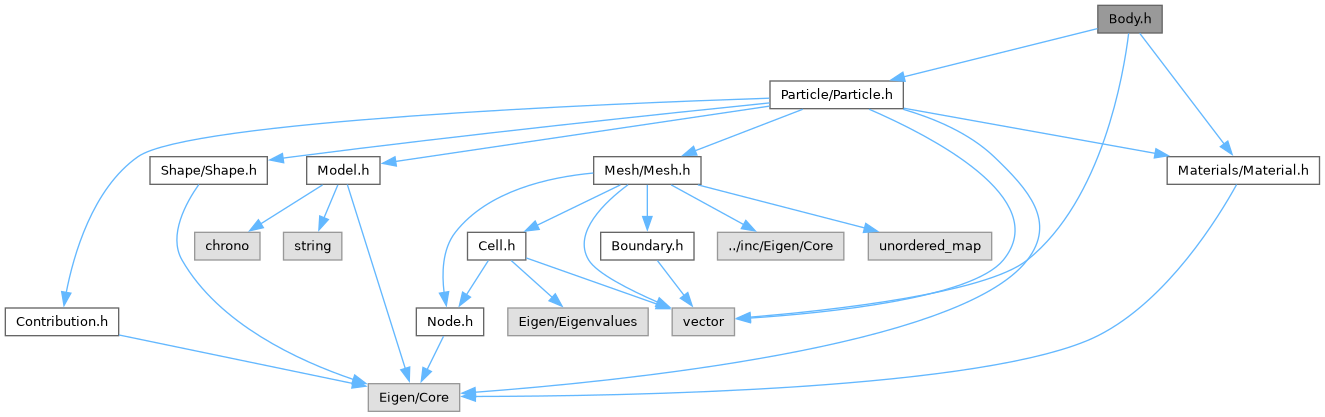 Body.h
Particle/Particle.h
Shape/Shape.h
Model.h
Mesh/Mesh.h
Materials/Material.h
chrono
string
Cell.h
Boundary.h
../inc/Eigen/Core
unordered_map
Contribution.h
Node.h
Eigen/Eigenvalues
vector
Eigen/Core